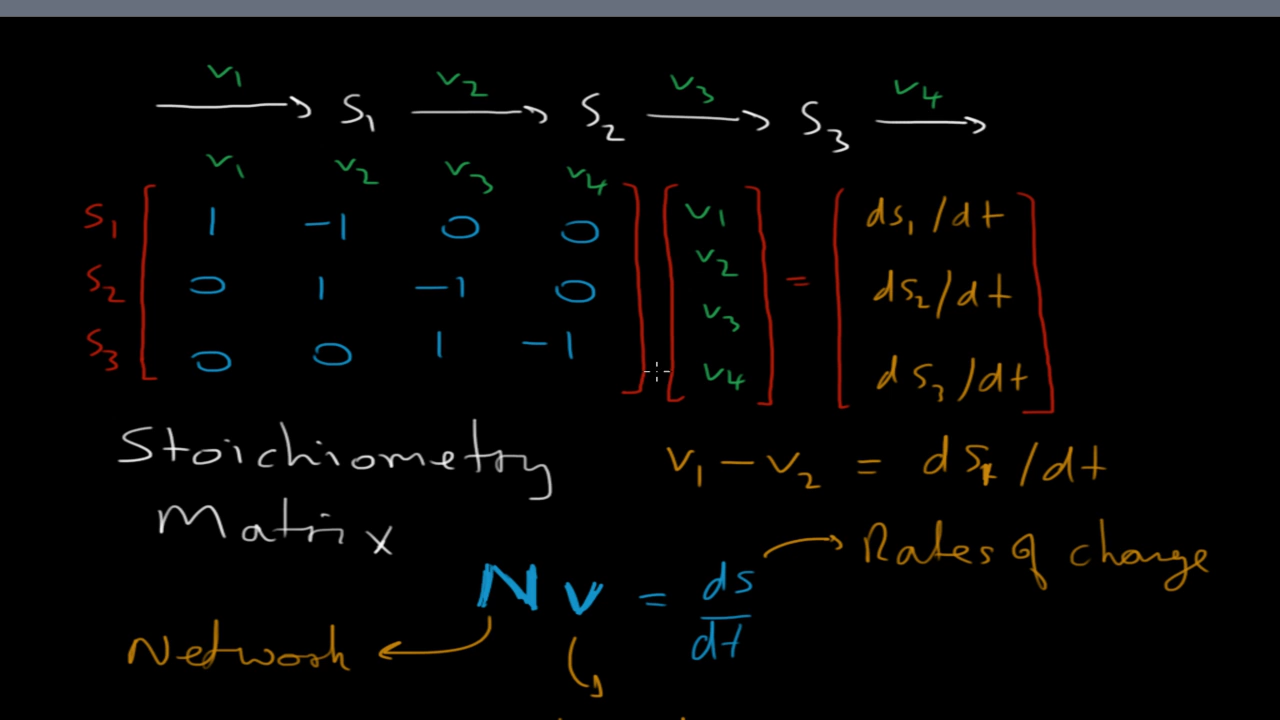 v₁ → S₁ v₂ → S₂ v₃ → S₃ v₄ →
v₁ v₂ v₃ v₄
S₁ [ 1 -1 0 0 ] [ v₁ ] [ ds₁/dt ]
S₂ [ 0 1 -1 0 ] [ v₂ ] = [ ds₂/dt ]
[ v₃ ]
S₃ [ 0 0 1 -1 ] [ v₄ ] [ ds₃/dt ]
Stoichiometry
v₁ - v₂ = ds₁/dt
Matrix
Rates of change
N v = ds/dt
Network